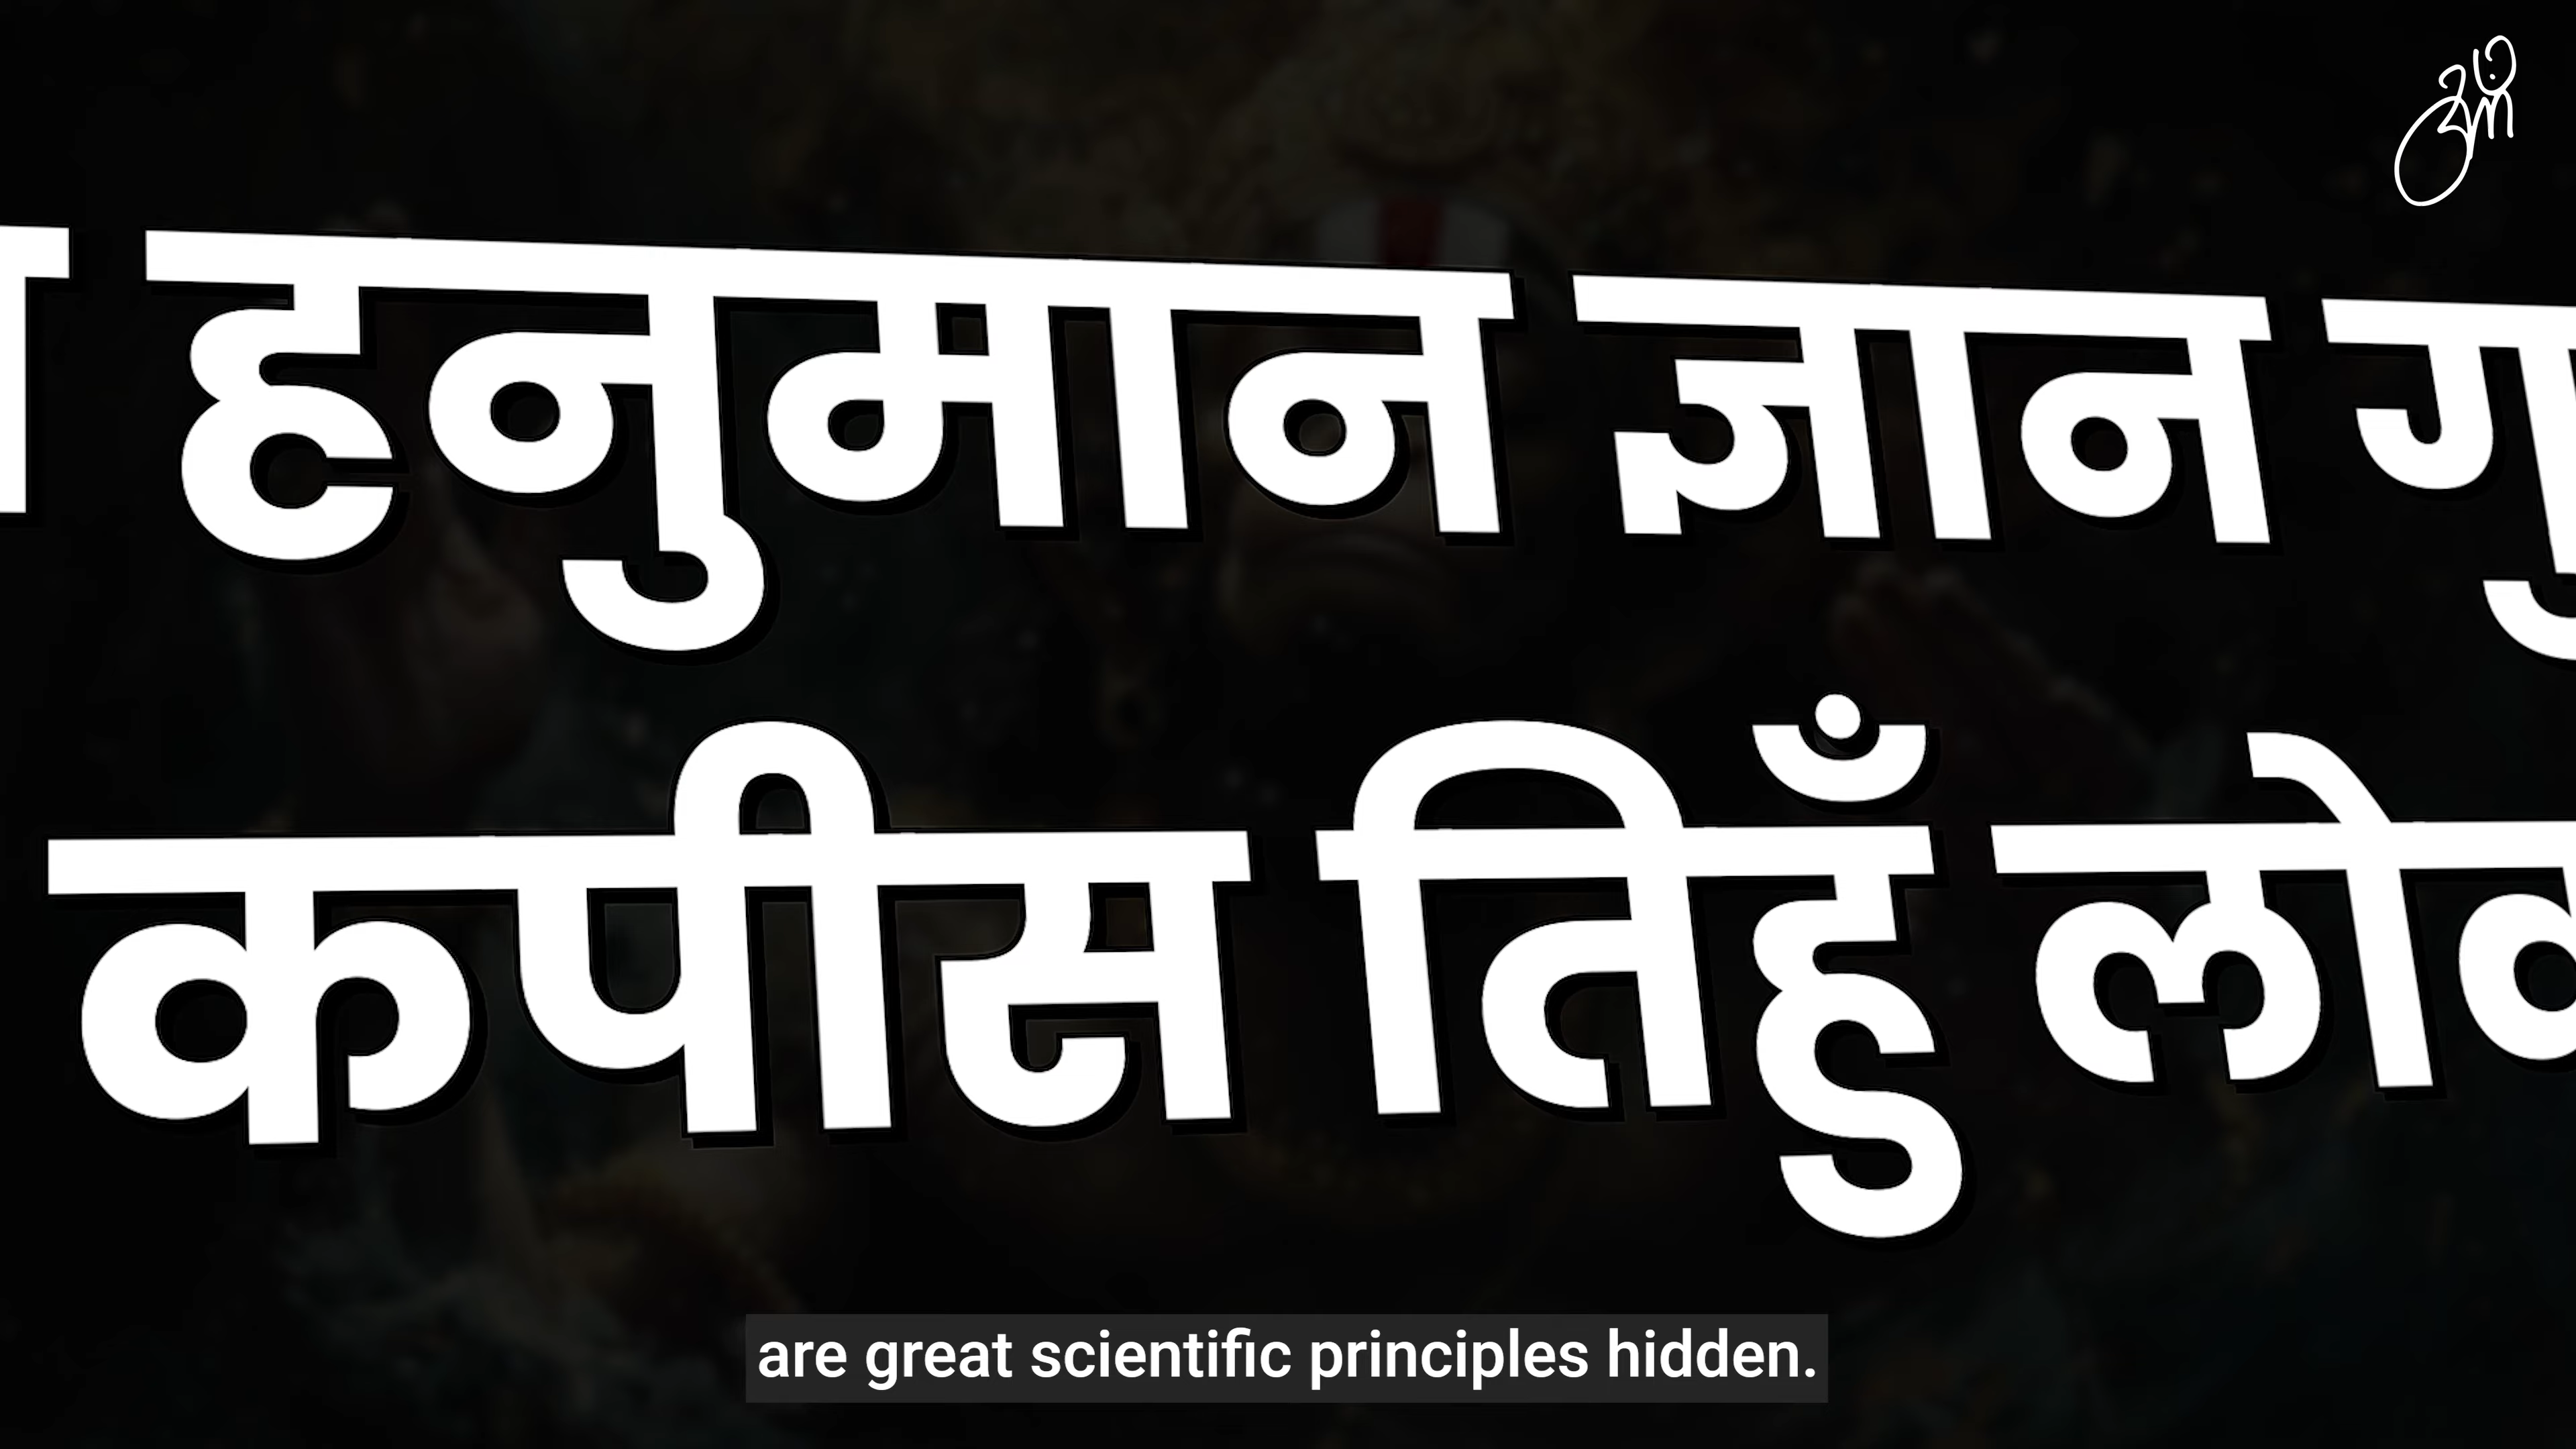 हनुमान ज्ञान
कपीस तिहुँ
are great scientific principles hidden.